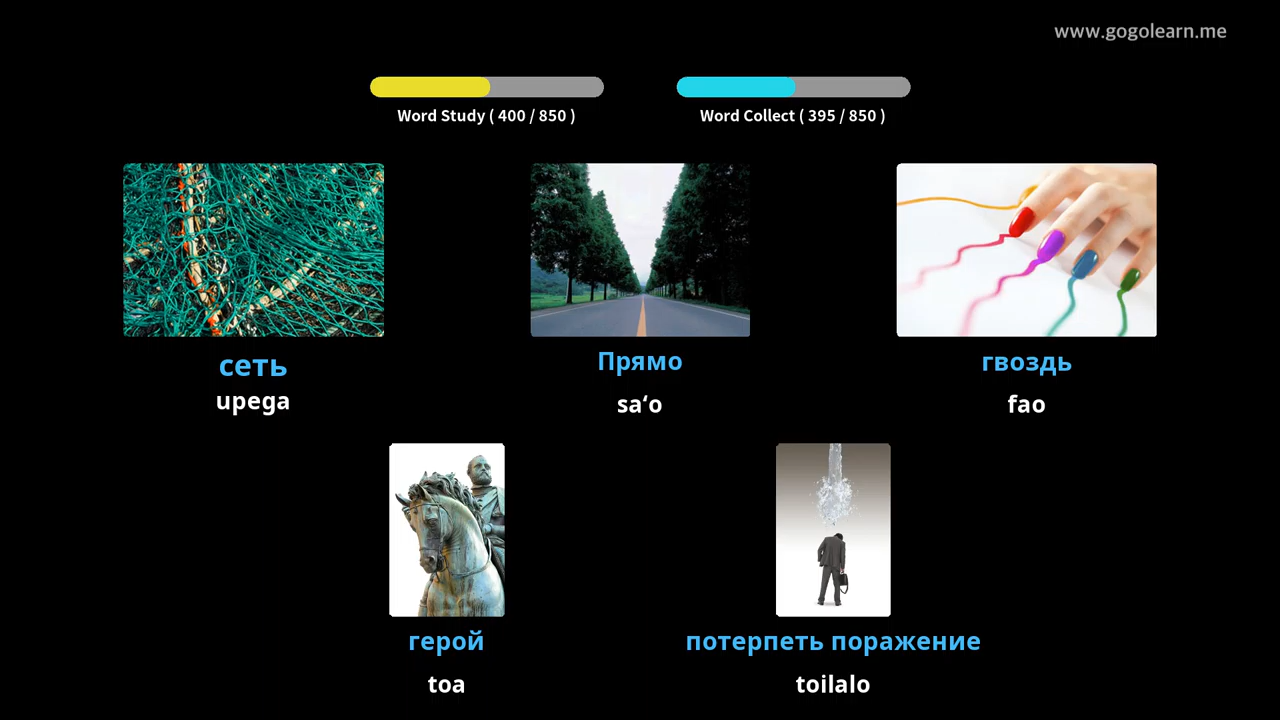 www.gogolearn.me
Word Study ( 400 / 850 )
Word Collect ( 395 / 850 )
сеть
upega
Прямо
saʻo
гвоздь
fao
герой
toa
потерпеть поражение
toilalo